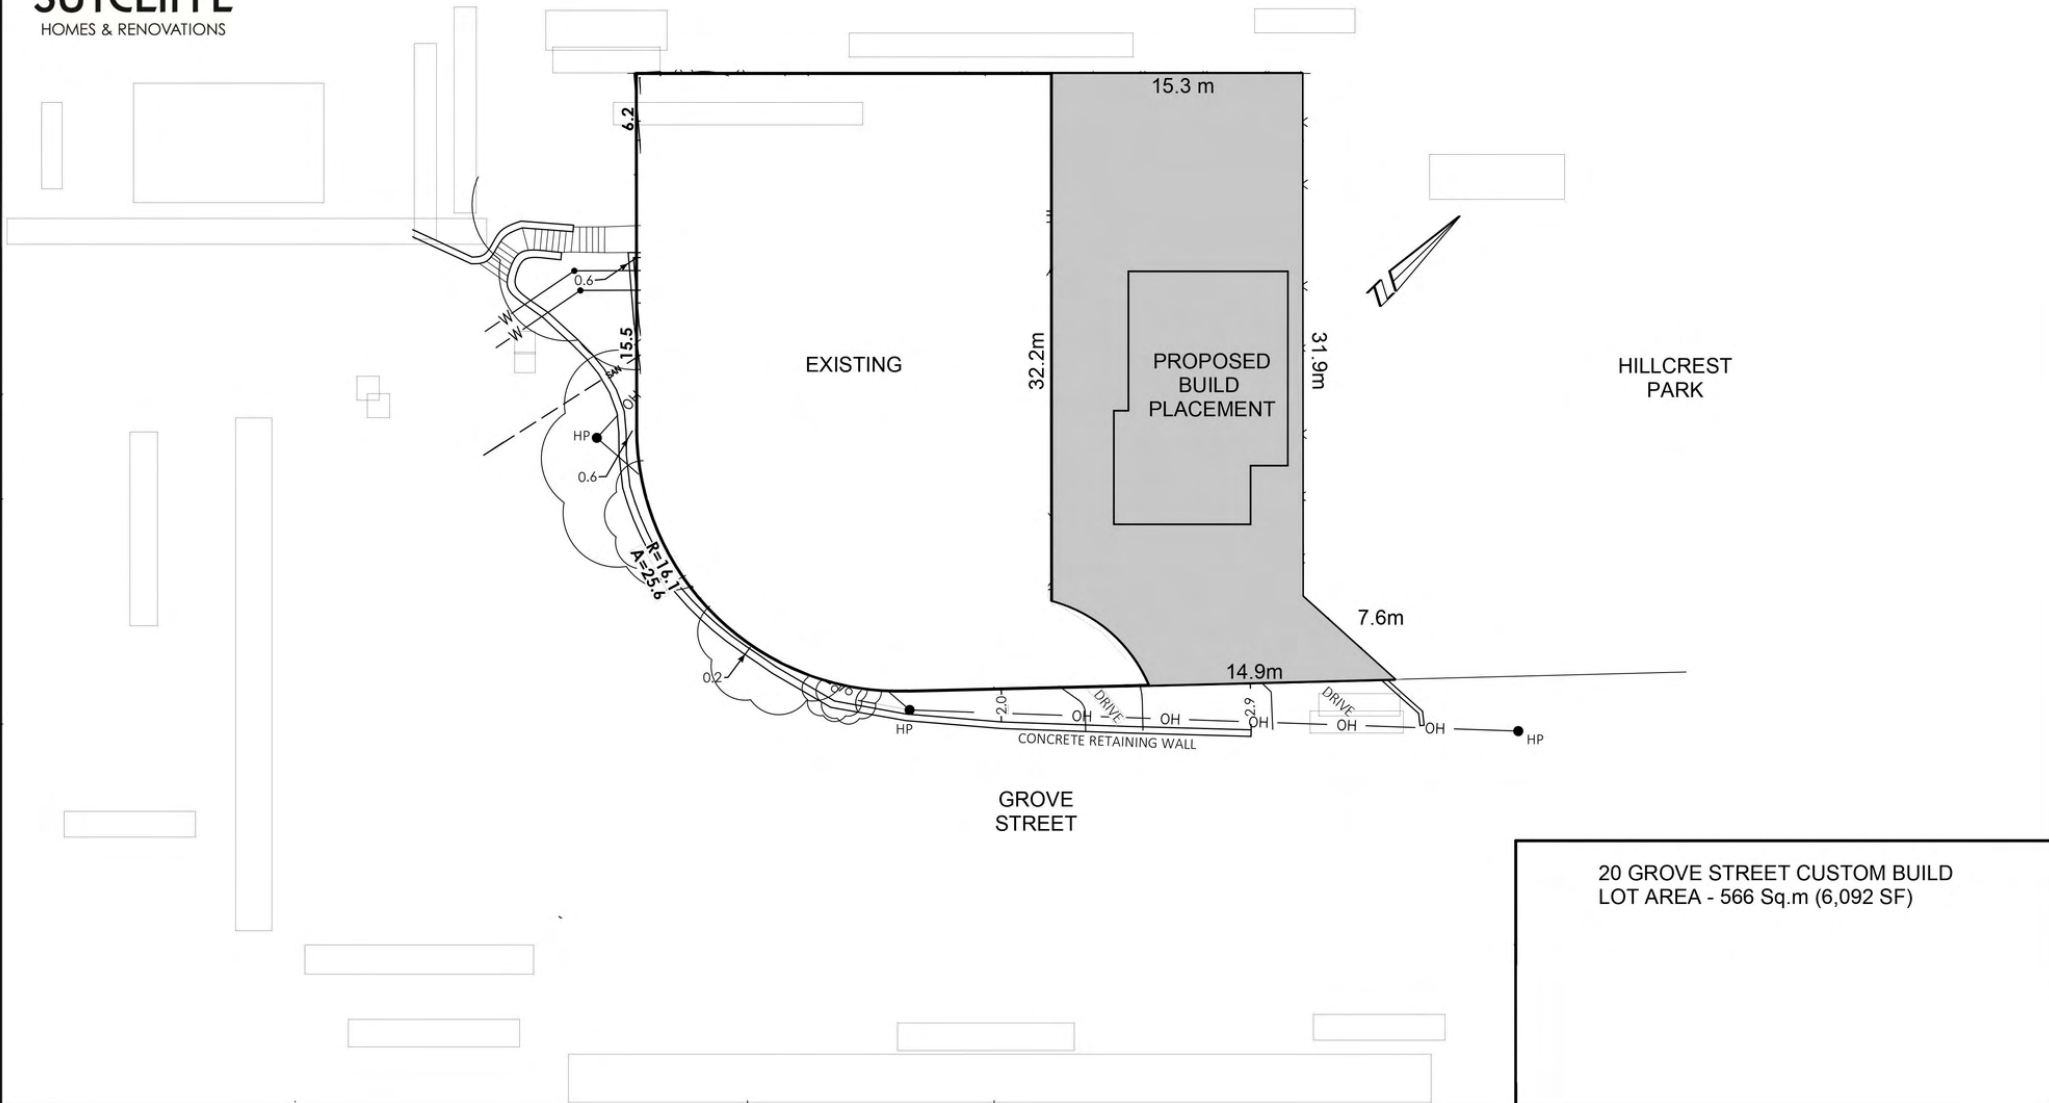 SUTCLIFFE
HOMES & RENOVATIONS
15.3 m
6.2
0.6
W
W
15.5
SAN
OH
HP
0.6
EXISTING
32.2m
PROPOSED
BUILD
PLACEMENT
31.9m
HILLCREST
PARK
R=16.1
A=25.6
7.6m
14.9m
0.2
2.0
DRIVE
2.9
DRIVE
HP
OH
OH
OH
OH
OH
HP
CONCRETE RETAINING WALL
GROVE
STREET
20 GROVE STREET CUSTOM BUILD
LOT AREA - 566 Sq.m (6,092 SF)